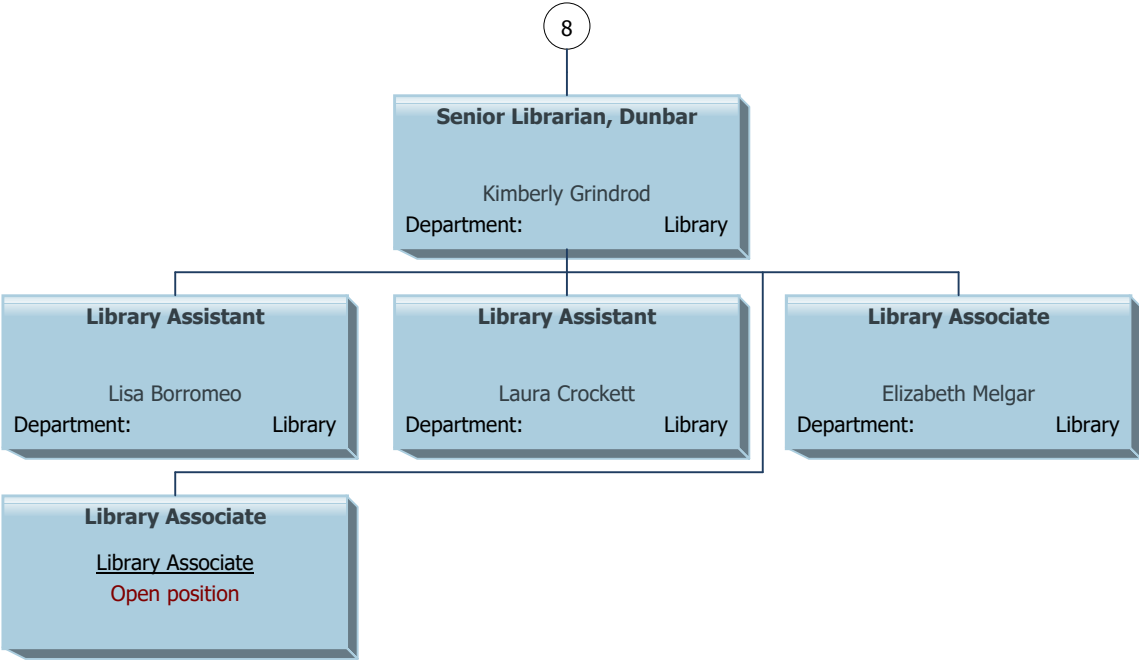 8
Senior Librarian, Dunbar
Kimberly Grindrod
Department: Library
Library Assistant
Lisa Borromeo
Department: Library
Library Assistant
Laura Crockett
Department: Library
Library Associate
Elizabeth Melgar
Department: Library
Library Associate
Library Associate
Open position